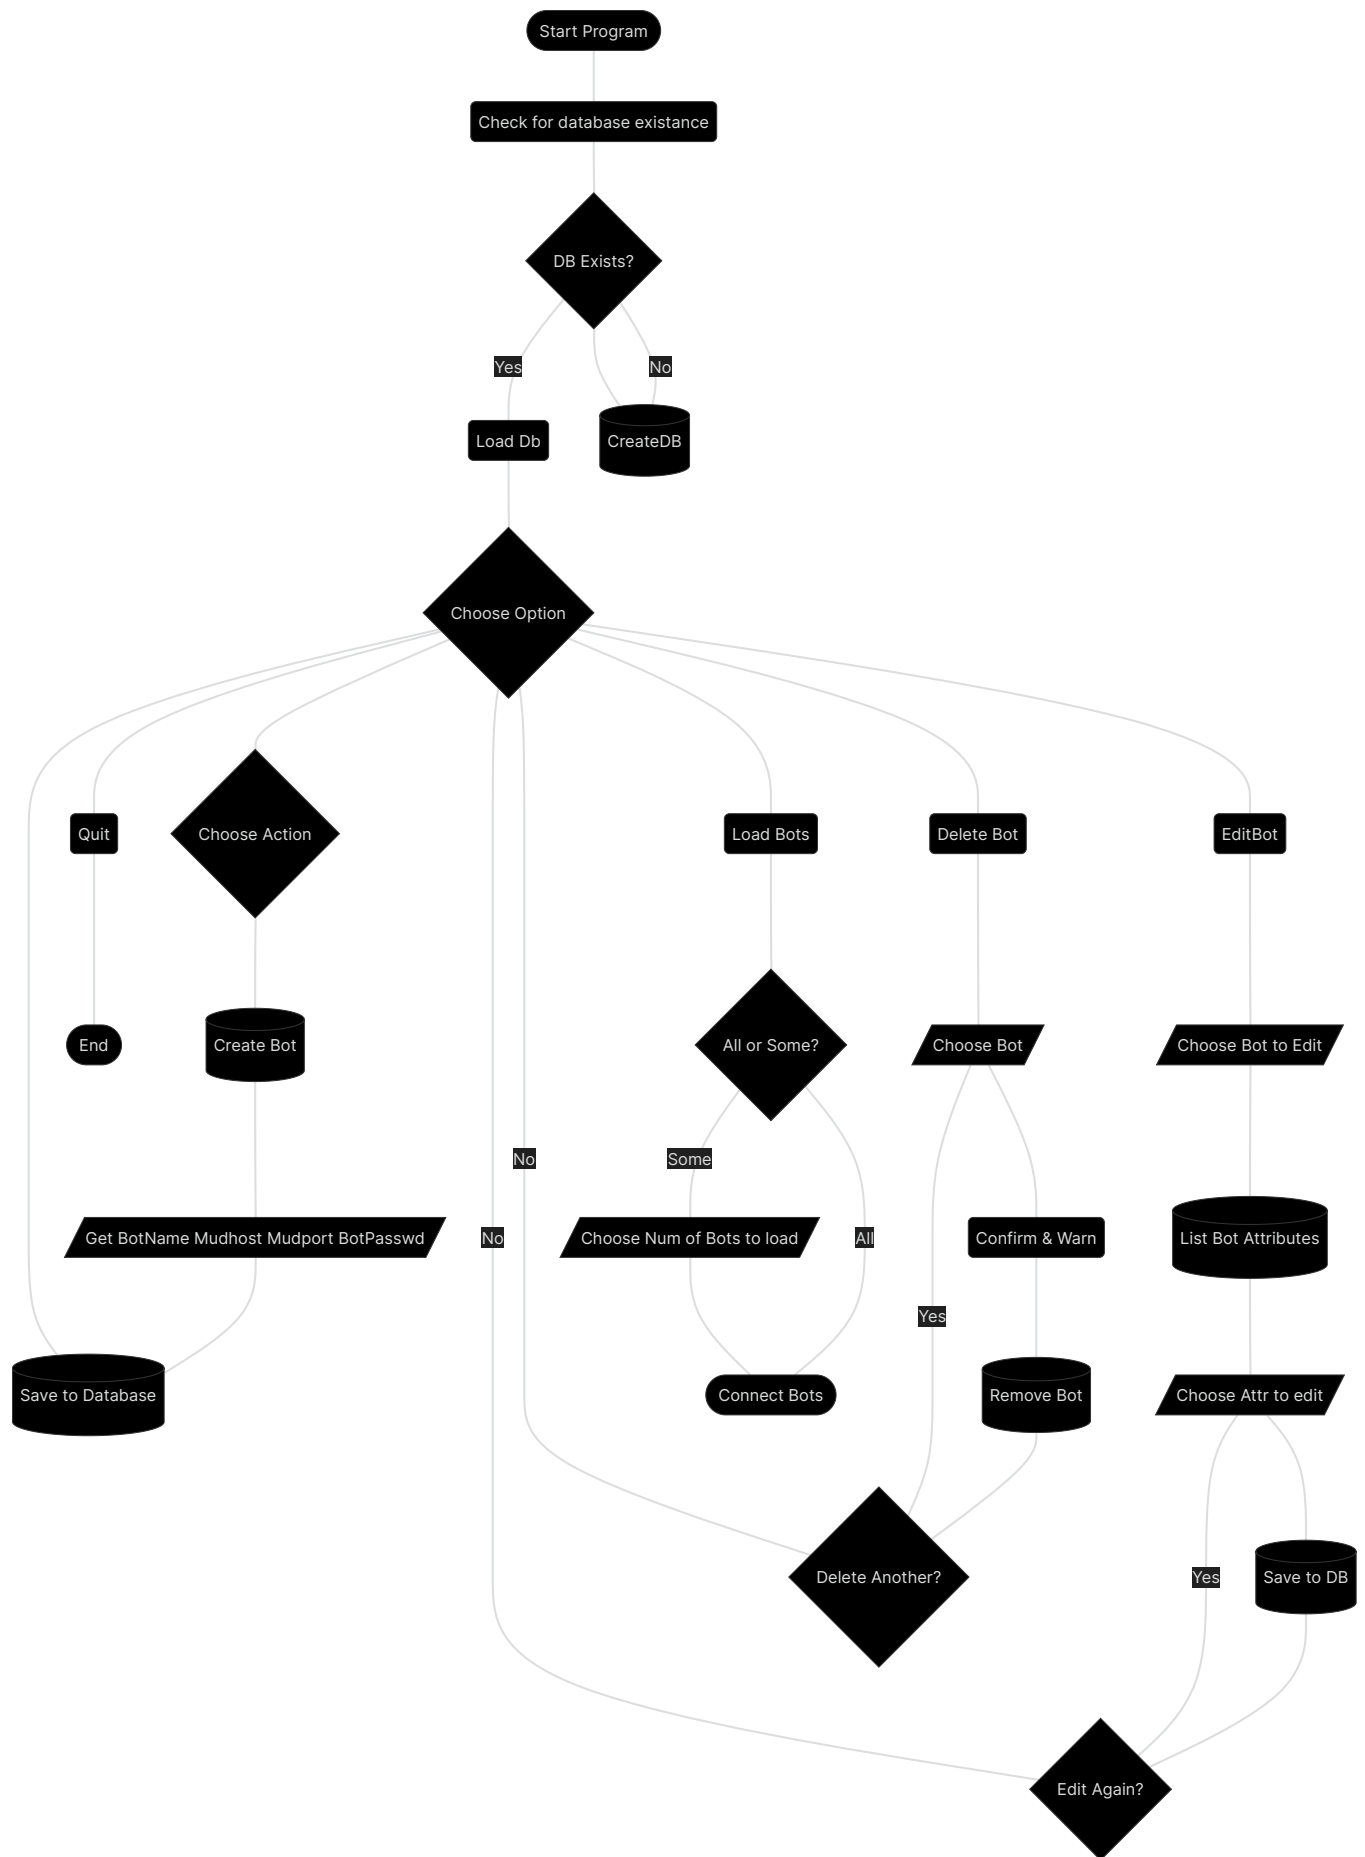 Start Program
Check for database existance
DB Exists?
Yes
No
Load Db
CreateDB
Choose Option
Quit
Choose Action
Load Bots
Delete Bot
EditBot
End
Create Bot
All or Some?
Choose Bot
Choose Bot to Edit
No
Some
Get BotName Mudhost Mudport BotPasswd
No
Choose Num of Bots to load
All
Confirm & Warn
List Bot Attributes
Yes
Save to Database
Connect Bots
Remove Bot
Choose Attr to edit
Delete Another?
Yes
Save to DB
Edit Again?